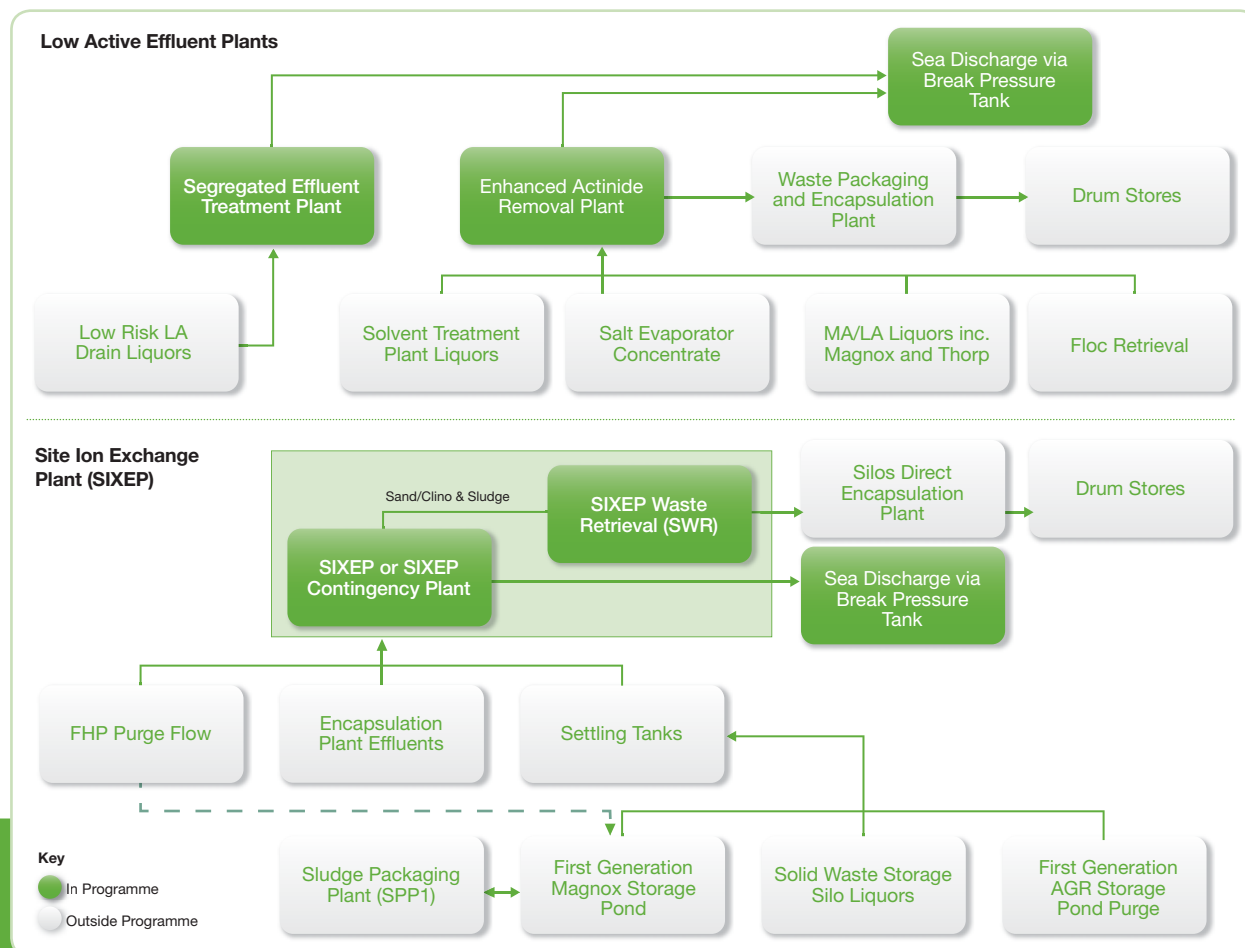 Low Active Effluent Plants
Sea Discharge via
Break Pressure
Tank
Segregated Effluent
Treatment Plant
Enhanced Actinide
Removal Plant
Waste Packaging
and Encapsulation
Plant
Drum Stores
Low Risk LA
Drain Liquors
Solvent Treatment
Plant Liquors
Salt Evaporator
Concentrate
MA/LA Liquors inc.
Magnox and Thorp
Floc Retrieval
Site Ion Exchange
Plant (SIXEP)
Sand/Clino & Sludge
SIXEP Waste
Retrieval (SWR)
Silos Direct
Encapsulation
Plant
Drum Stores
SIXEP or SIXEP
Contingency Plant
Sea Discharge via
Break Pressure
Tank
FHP Purge Flow
Encapsulation
Plant Effluents
Settling Tanks
Key
In Programme
Outside Programme
Sludge Packaging
Plant (SPP1)
First Generation
Magnox Storage
Pond
Solid Waste Storage
Silo Liquors
First Generation
AGR Storage
Pond Purge